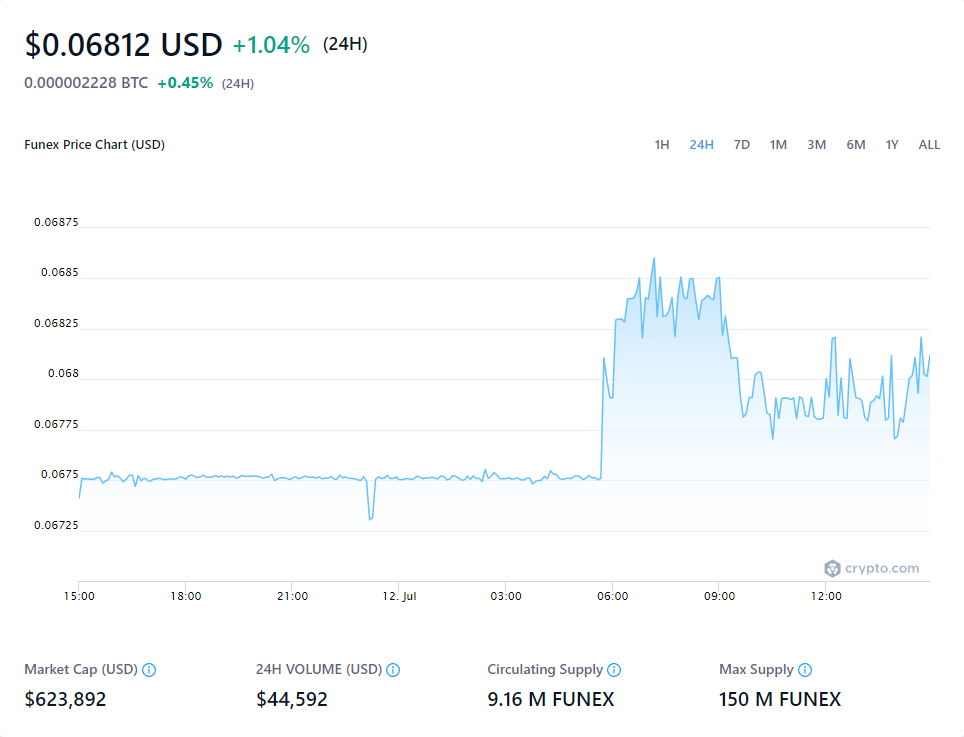 $0.06812 USD +1.04% (24H)
0.000002228 BTC +0.45% (24H)
Funex Price Chart (USD) 1H 24H 7D 1M 3M 6M 1Y ALL
0.06875
0.0685
0.06825
0.068
0.06775
0.0675
0.06725
crypto.com
15:00 18:00 21:00 12. Jul 03:00 06:00 09:00 12:00
Market Cap (USD) 24H VOLUME (USD) Circulating Supply Max Supply
$623,892 $44,592 9.16 M FUNEX 150 M FUNEX